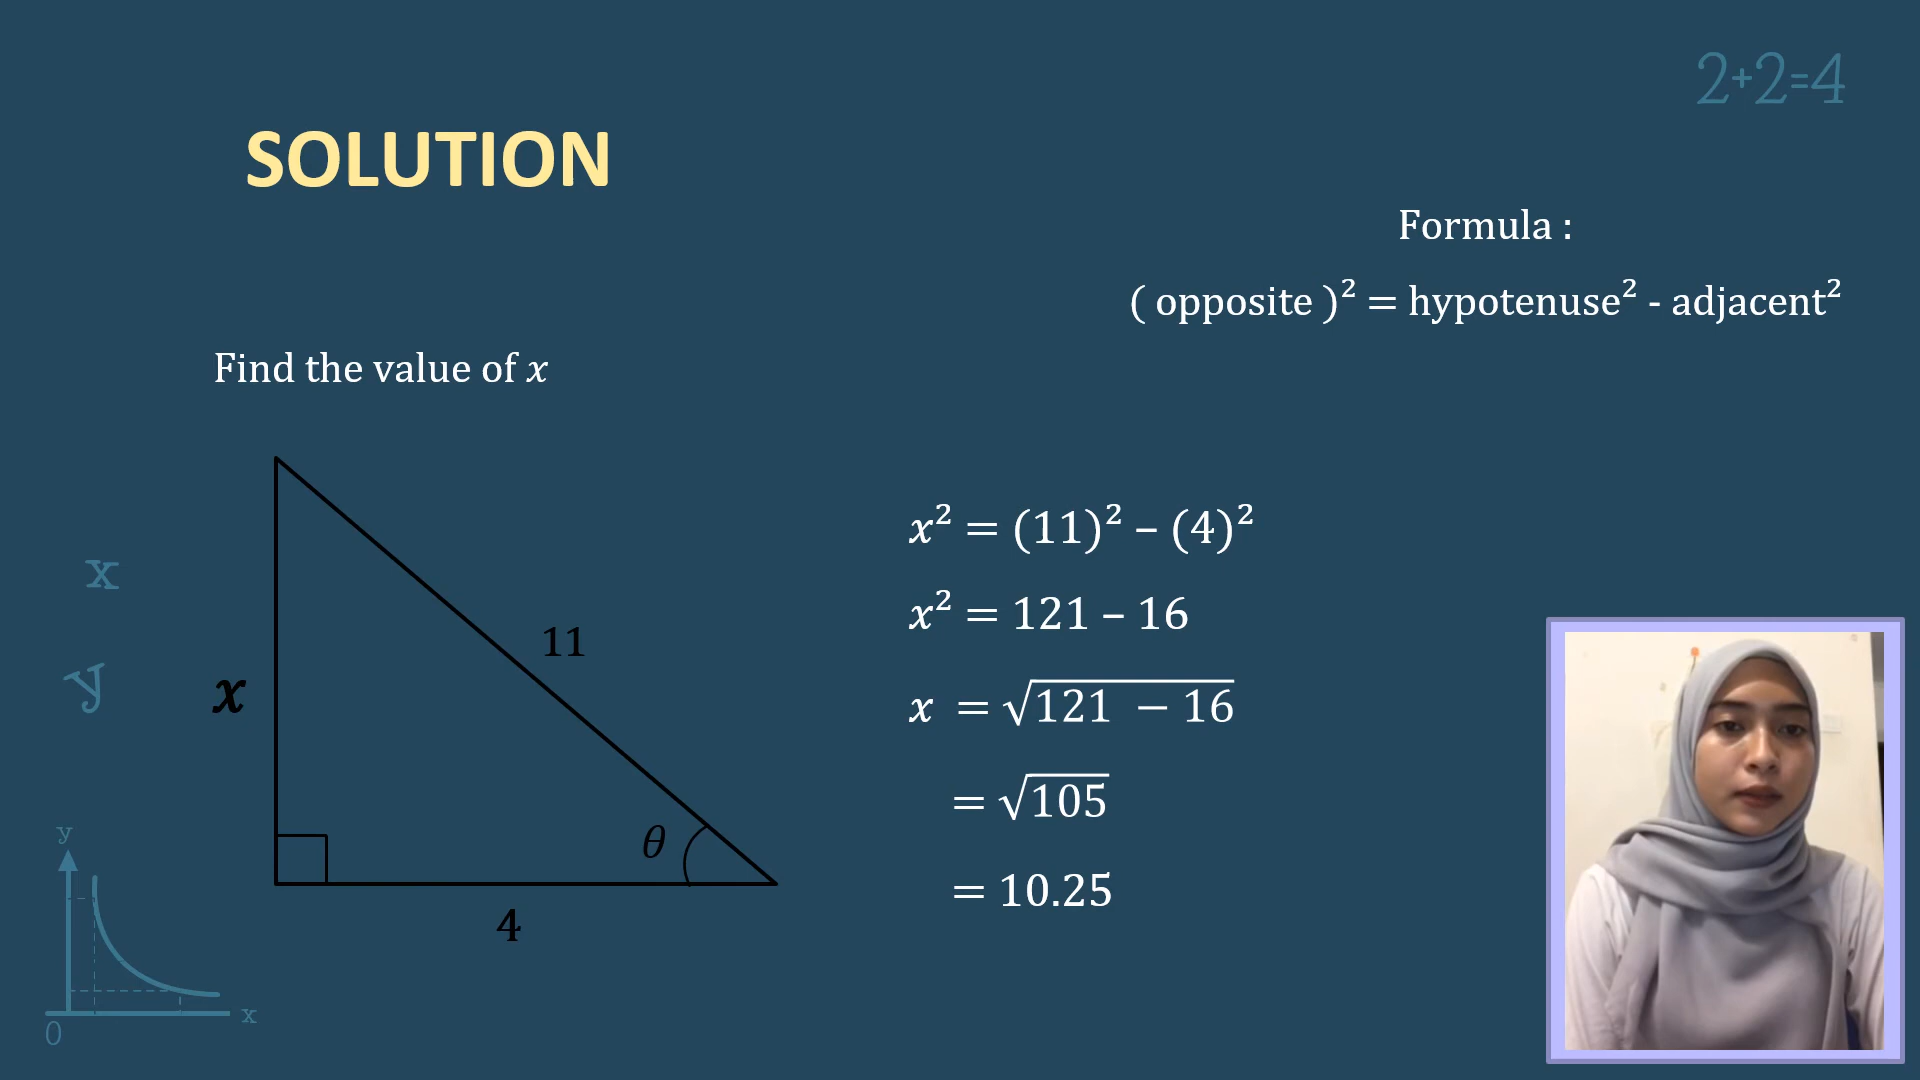 2+2=4
SOLUTION
Formula :
( opposite )² = hypotenuse² - adjacent²
Find the value of x
x² = (11)² – (4)²
x² = 121 – 16
x = √121 − 16
= √105
= 10.25
x
11
θ
4
x
y
y
x
0